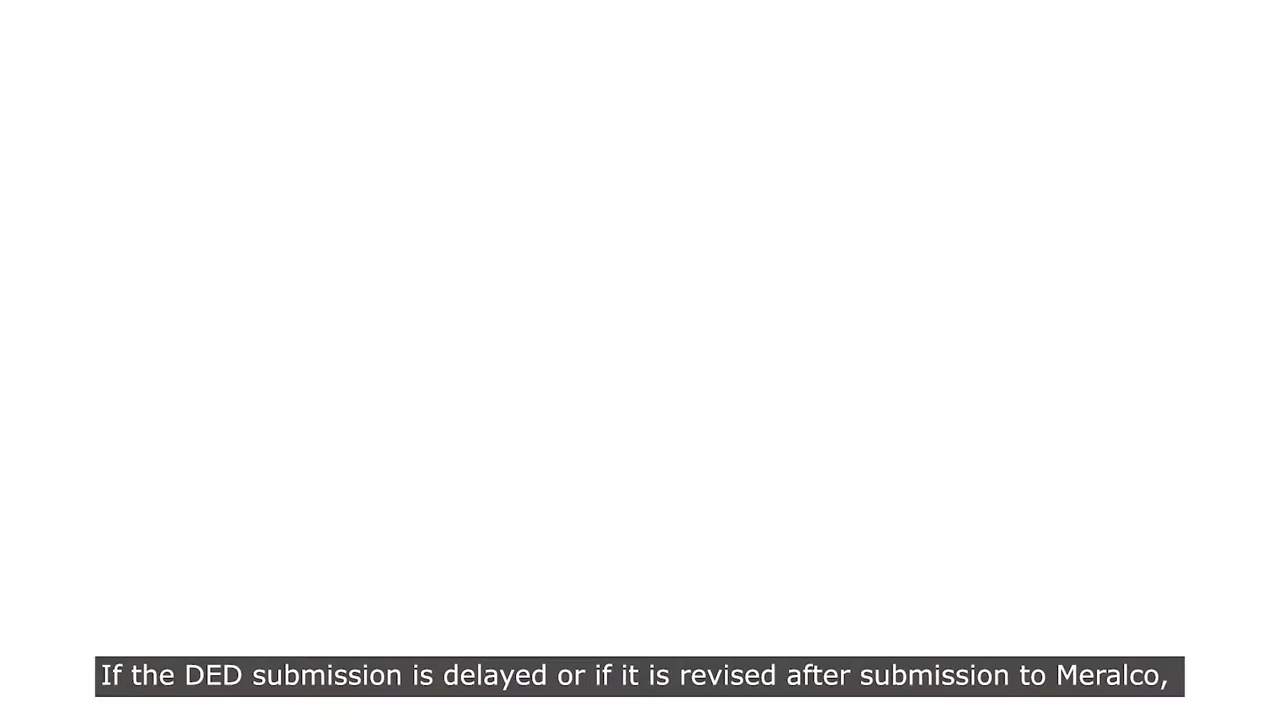 If the DED submission is delayed or if it is revised after submission to Meralco,